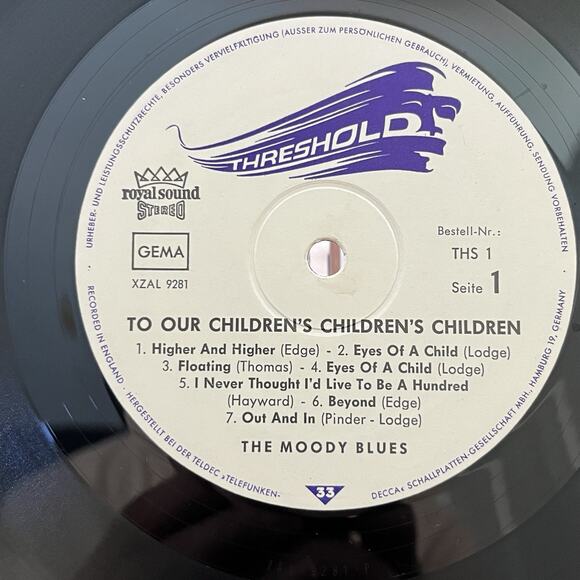 URHEBER- UND LEISTUNGSSCHUTZRECHTE, BESONDERS VERVIELFÄLTIGUNG (AUSSER ZUM PERSÖNLICHEN GEBRAUCH), VERMIETUNG, AUFFÜHRUNG, SENDUNG VORBEHALTEN
THRESHOLD
royal sound
STEREO
GEMA
XZAL 9281
Bestell-Nr.:
THS 1
Seite 1
TO OUR CHILDREN'S CHILDREN'S CHILDREN
1. Higher And Higher (Edge) - 2. Eyes Of A Child (Lodge)
3. Floating (Thomas) - 4. Eyes Of A Child (Lodge)
5. I Never Thought I'd Live To Be A Hundred
(Hayward) - 6. Beyond (Edge)
7. Out And In (Pinder - Lodge)
THE MOODY BLUES
33
RECORDED IN ENGLAND · HERGESTELLT BEI DER TELDEC »TELEFUNKEN-DECCA« SCHALLPLATTEN-GESELLSCHAFT MBH., HAMBURG 19, GERMANY